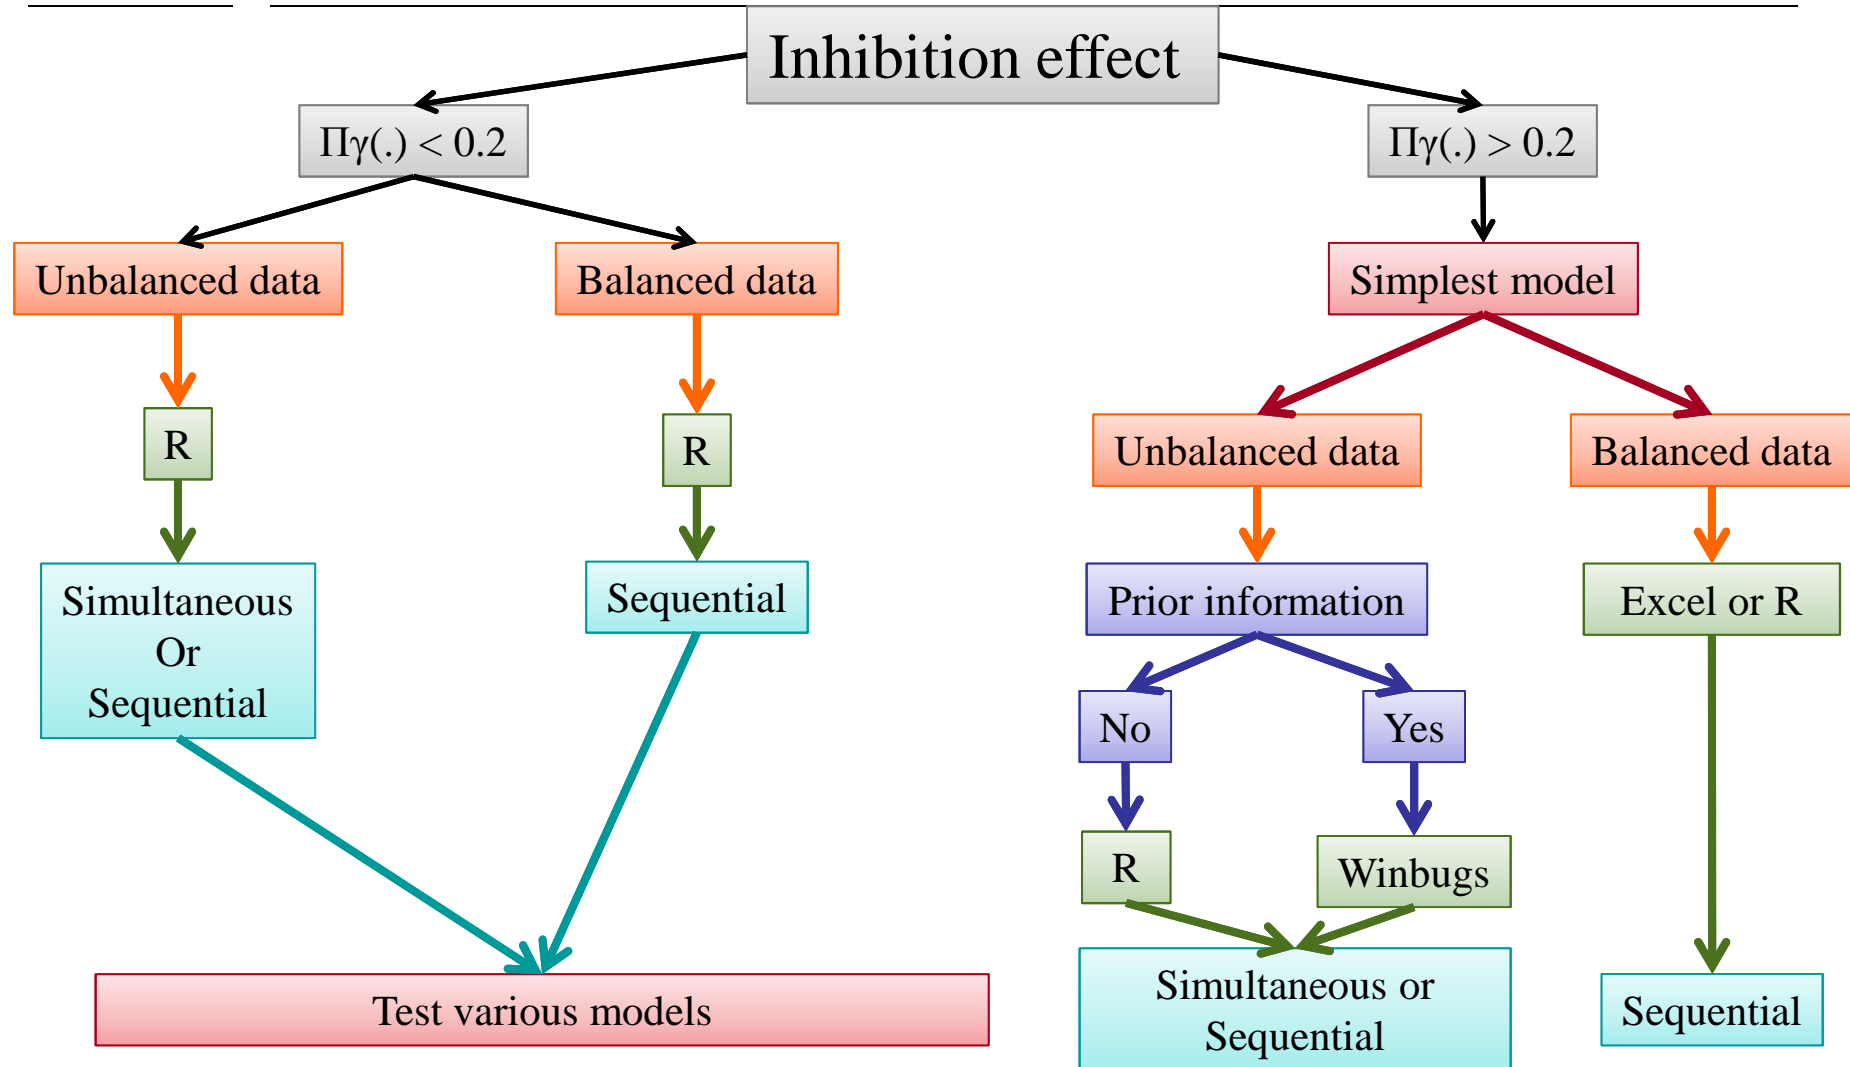 Inhibition effect
Πγ(.) < 0.2
Πγ(.) > 0.2
Unbalanced data
Balanced data
Simplest model
R
R
Unbalanced data
Balanced data
Simultaneous
Or
Sequential
Sequential
Prior information
Excel or R
No
Yes
R
Winbugs
Test various models
Simultaneous or
Sequential
Sequential